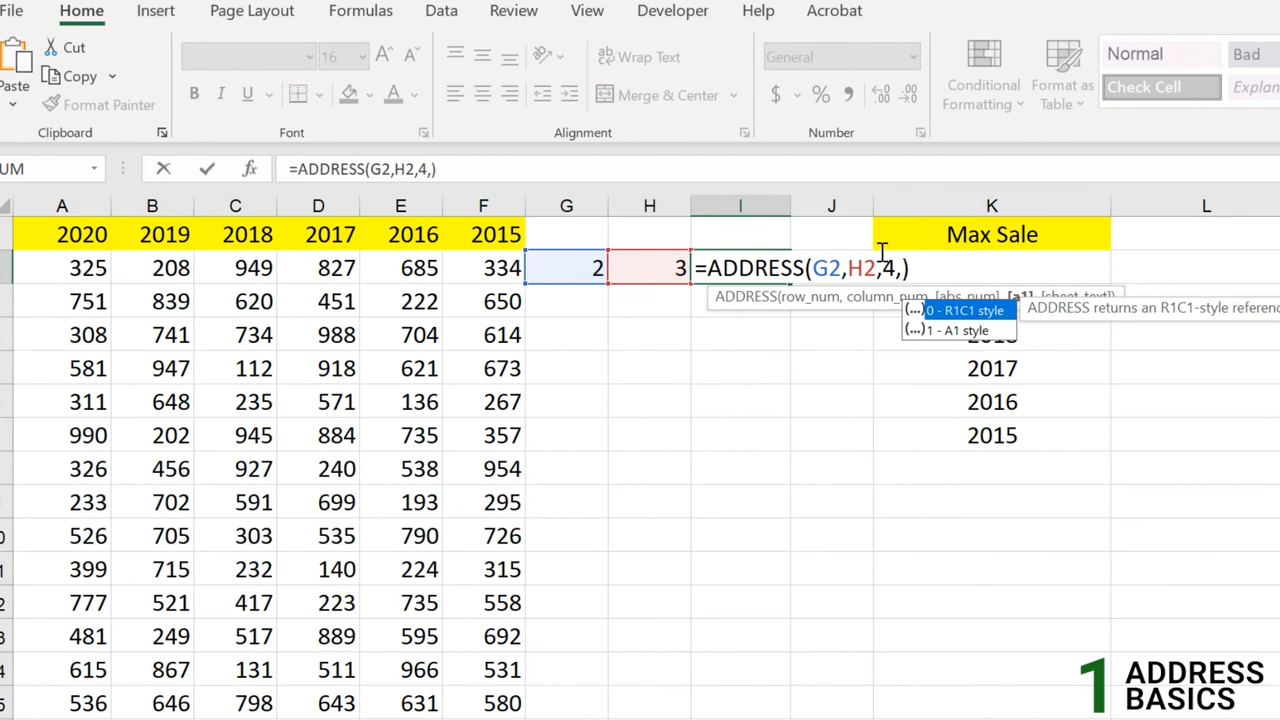 File Home Insert Page Layout Formulas Data Review View Developer Help Acrobat
Cut
Copy
Format Painter
Paste
16 A A
B I U A
ab Wrap Text
Merge & Center
General
$ % 9 .00 .00
Conditional Formatting
Format as Table
Normal Bad
Check Cell
Clipboard Font Alignment Number
UM fx =ADDRESS(G2,H2,4,)
A B C D E F G H I J K L
2020 2019 2018 2017 2016 2015 Max Sale
325 208 949 827 685 334 2 3 =ADDRESS(G2,H2,4,)
ADDRESS(row_num, column_num, [abs_num], [a1], [sheet_text])
(...) 0 - R1C1 style ADDRESS returns an R1C1-style
(...) 1 - A1 style
751 839 620 451 222 650
308 741 734 988 704 614 2018
581 947 112 918 621 673 2017
311 648 235 571 136 267 2016
990 202 945 884 735 357 2015
326 456 927 240 538 954
233 702 591 699 193 295
526 705 303 535 790 726
399 715 232 140 224 315
777 521 417 223 735 558
481 249 517 889 595 692
615 867 131 511 966 531
536 646 798 643 631 580
1 ADDRESS
BASICS